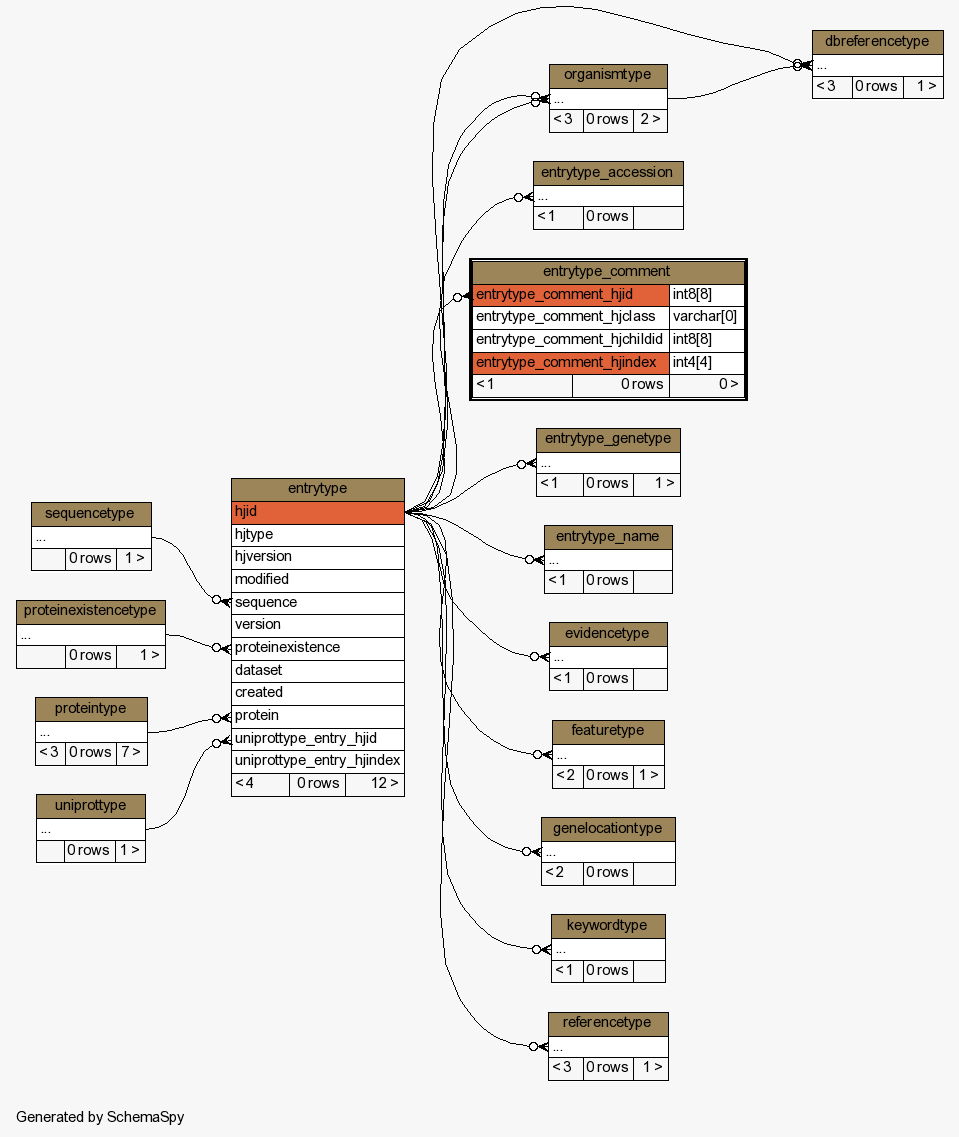 dbreferencetype
...
< 3 0 rows 1 >
organismtype
...
< 3 0 rows 2 >
entrytype_accession
...
< 1 0 rows
entrytype_comment
entrytype_comment_hjid int8[8]
entrytype_comment_hjclass varchar[0]
entrytype_comment_hjchildid int8[8]
entrytype_comment_hjindex int4[4]
< 1 0 rows 0 >
entrytype_genetype
...
< 1 0 rows 1 >
entrytype_name
...
< 1 0 rows
evidencetype
...
< 1 0 rows
featuretype
...
< 2 0 rows 1 >
genelocationtype
...
< 2 0 rows
keywordtype
...
< 1 0 rows
referencetype
...
< 3 0 rows 1 >
entrytype
hjid
hjtype
hjversion
modified
sequence
version
proteinexistence
dataset
created
protein
uniprottype_entry_hjid
uniprottype_entry_hjindex
< 4 0 rows 12 >
sequencetype
...
0 rows 1 >
proteinexistencetype
...
0 rows 1 >
proteintype
...
< 3 0 rows 7 >
uniprottype
...
0 rows 1 >
Generated by SchemaSpy